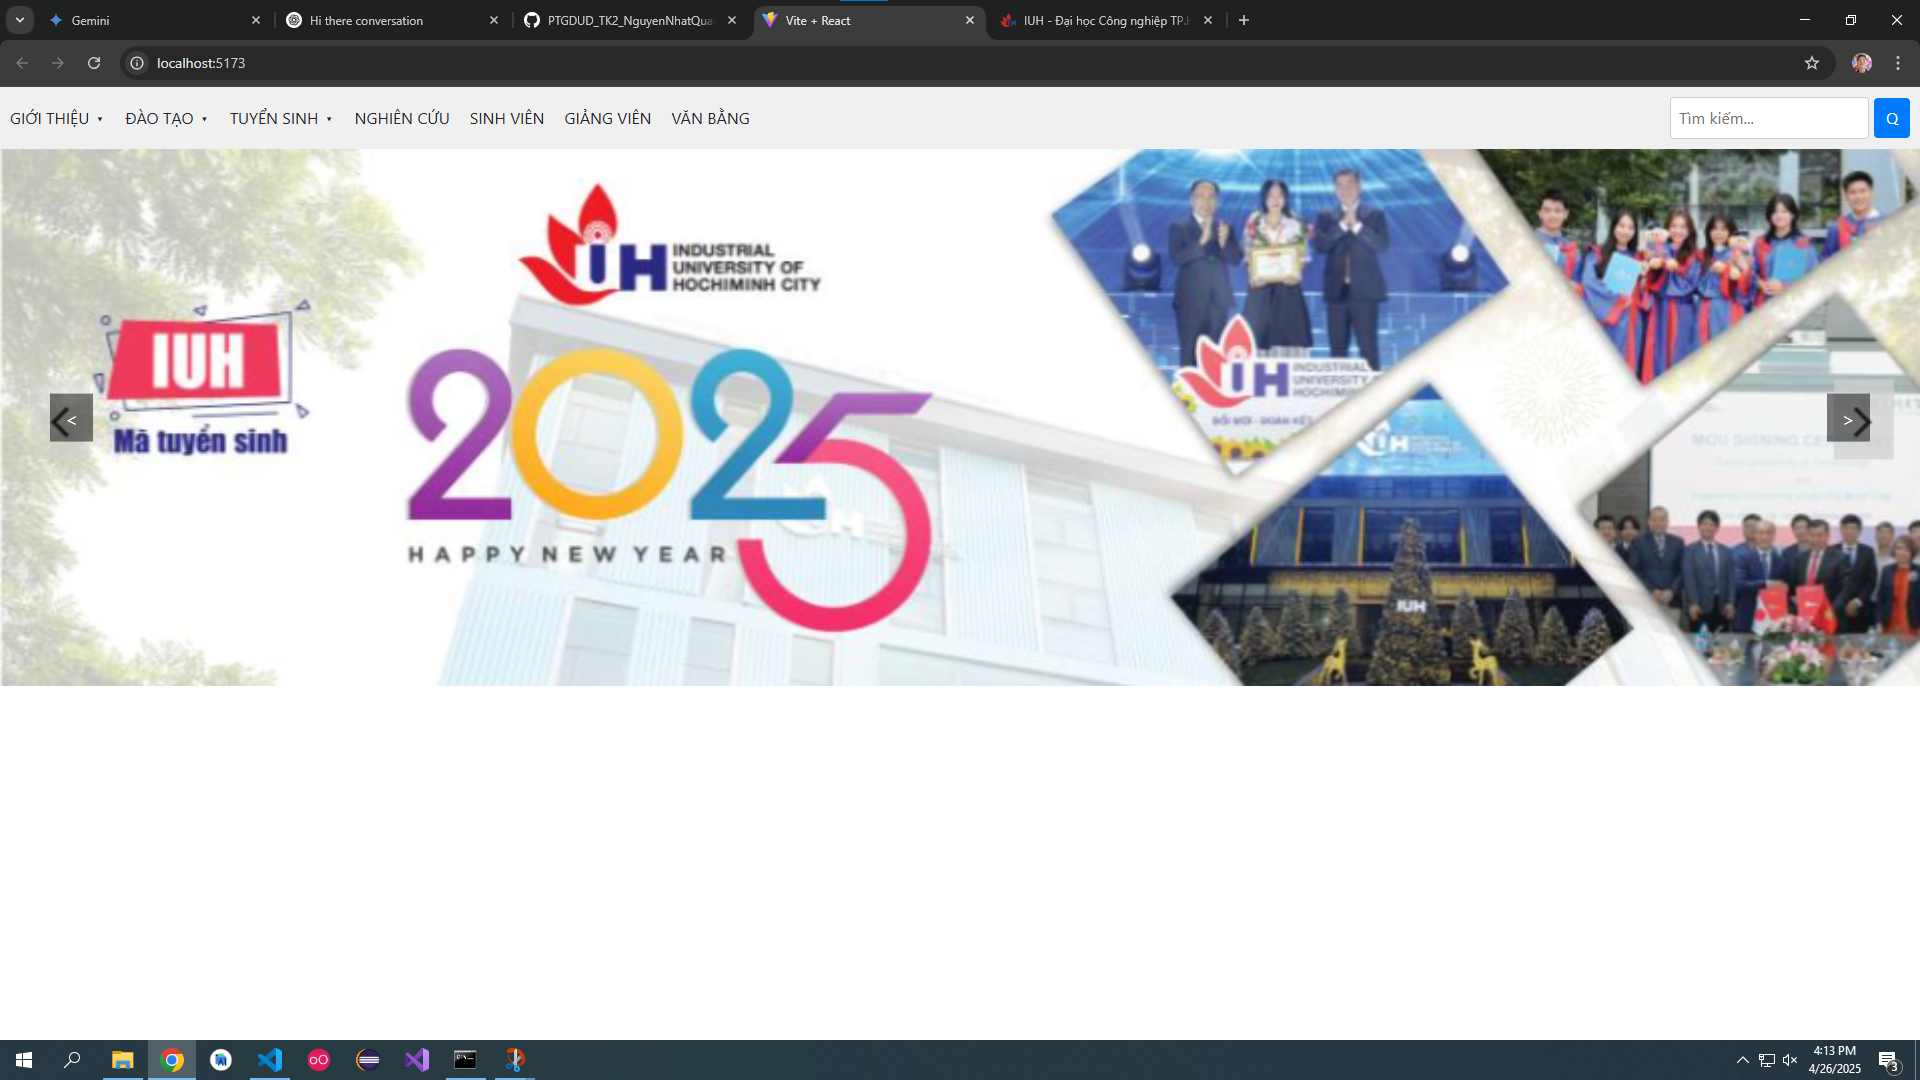 Gemini
Hi there conversation
PTGDUD_TK2_NguyenNhatQua
Vite + React
IUH - Đại học Công nghiệp TP.H
localhost:5173
GIỚI THIỆU ▾ ĐÀO TẠO ▾ TUYỂN SINH ▾ NGHIÊN CỨU SINH VIÊN GIẢNG VIÊN VĂN BẰNG
Tìm kiếm...
Q
IUH
INDUSTRIAL
UNIVERSITY OF
HOCHIMINH CITY
IUH
Mã tuyển sinh
2025
HAPPY NEW YEAR
<
>
IUH
INDUSTRIAL
UNIVERSITY OF
ĐỔI MỚI - ĐOÀN KẾT
MOU SIGNING CEREMONY
IUH
4:13 PM
4/26/2025
3